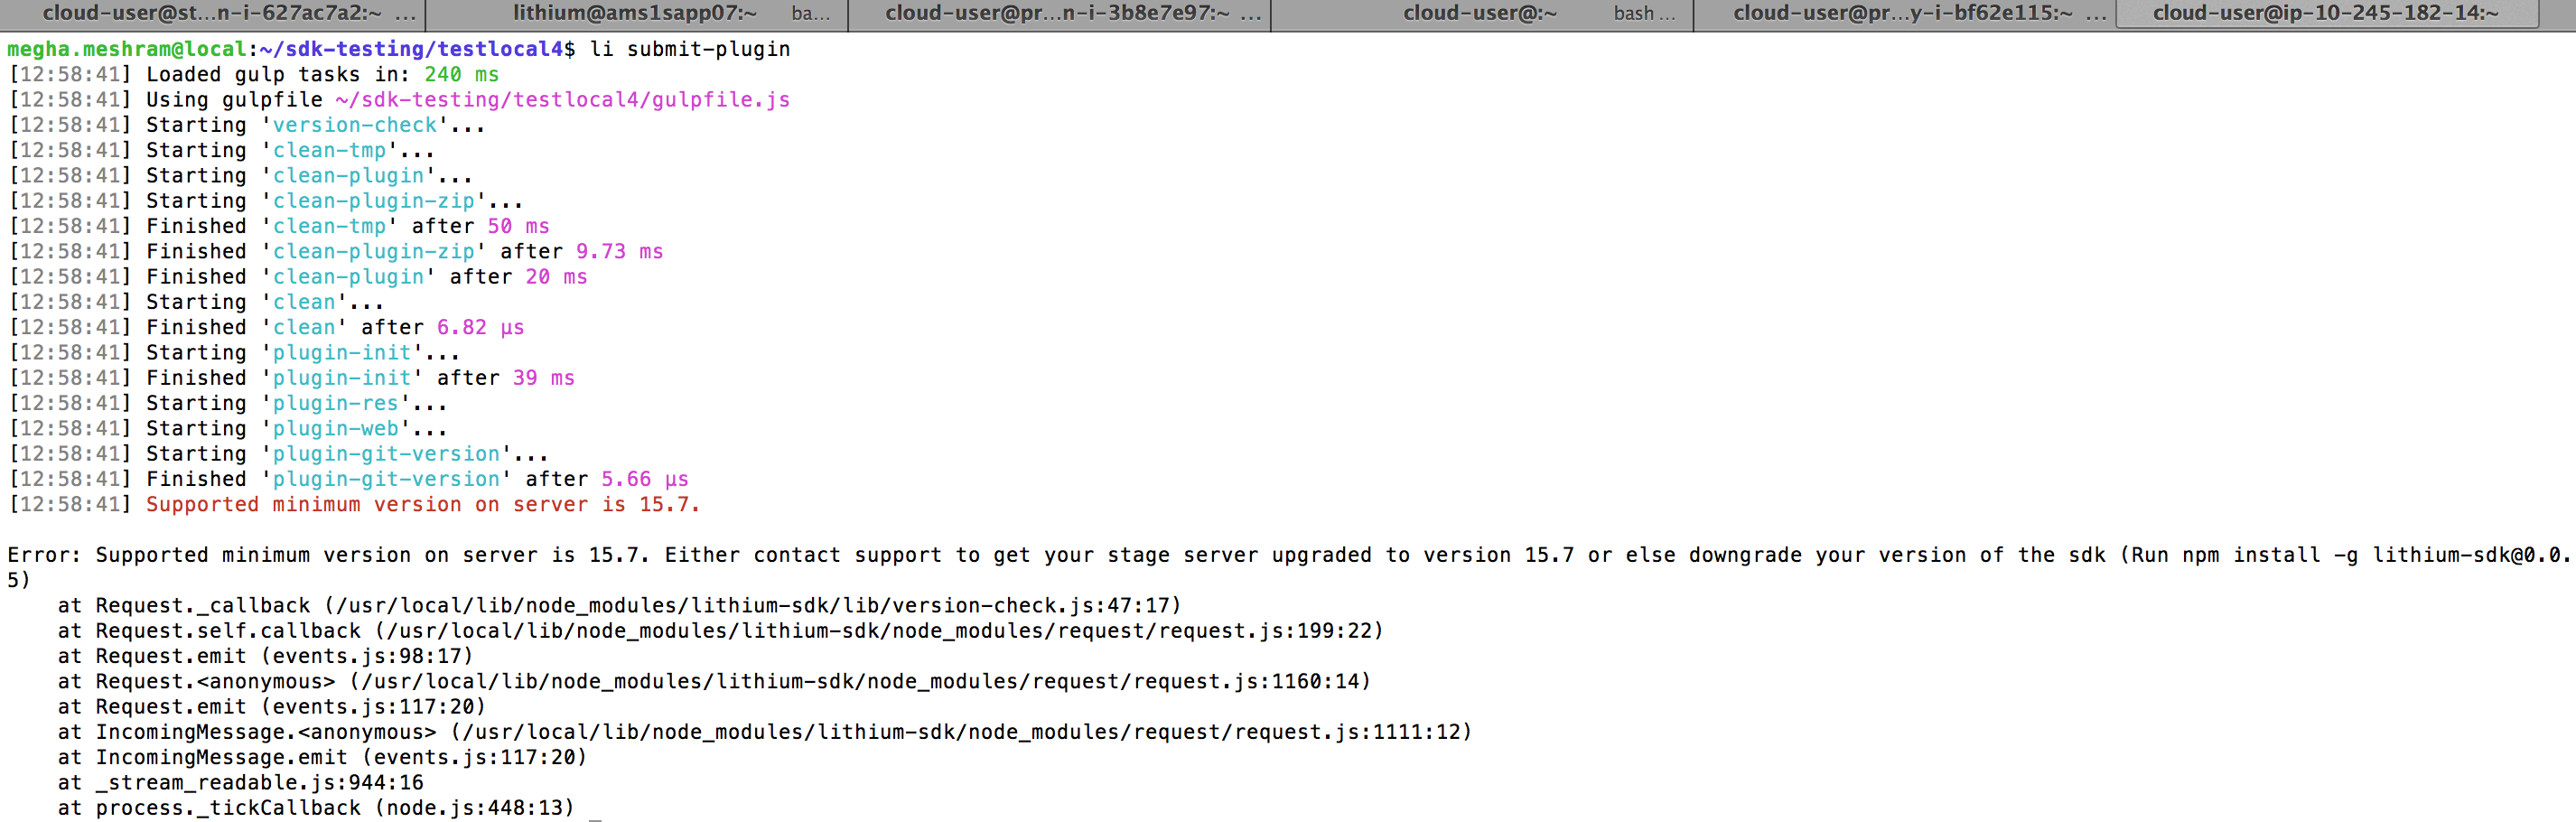 cloud-user@st...n-i-627ac7a2:~ ... lithium@ams1sapp07:~ ba... cloud-user@pr...n-i-3b8e7e97:~ ... cloud-user@:~ bash ... cloud-user@pr...y-i-bf62e115:~ ... cloud-user@ip-10-245-182-14:~
megha.meshram@local:~/sdk-testing/testlocal4$ li submit-plugin
[12:58:41] Loaded gulp tasks in: 240 ms
[12:58:41] Using gulpfile ~/sdk-testing/testlocal4/gulpfile.js
[12:58:41] Starting 'version-check'...
[12:58:41] Starting 'clean-tmp'...
[12:58:41] Starting 'clean-plugin'...
[12:58:41] Starting 'clean-plugin-zip'...
[12:58:41] Finished 'clean-tmp' after 50 ms
[12:58:41] Finished 'clean-plugin-zip' after 9.73 ms
[12:58:41] Finished 'clean-plugin' after 20 ms
[12:58:41] Starting 'clean'...
[12:58:41] Finished 'clean' after 6.82 μs
[12:58:41] Starting 'plugin-init'...
[12:58:41] Finished 'plugin-init' after 39 ms
[12:58:41] Starting 'plugin-res'...
[12:58:41] Starting 'plugin-web'...
[12:58:41] Starting 'plugin-git-version'...
[12:58:41] Finished 'plugin-git-version' after 5.66 μs
[12:58:41] Supported minimum version on server is 15.7.
Error: Supported minimum version on server is 15.7. Either contact support to get your stage server upgraded to version 15.7 or else downgrade your version of the sdk (Run npm install -g lithium-sdk@0.0.
5)
at Request._callback (/usr/local/lib/node_modules/lithium-sdk/lib/version-check.js:47:17)
at Request.self.callback (/usr/local/lib/node_modules/lithium-sdk/node_modules/request/request.js:199:22)
at Request.emit (events.js:98:17)
at Request.<anonymous> (/usr/local/lib/node_modules/lithium-sdk/node_modules/request/request.js:1160:14)
at Request.emit (events.js:117:20)
at IncomingMessage.<anonymous> (/usr/local/lib/node_modules/lithium-sdk/node_modules/request/request.js:1111:12)
at IncomingMessage.emit (events.js:117:20)
at _stream_readable.js:944:16
at process._tickCallback (node.js:448:13) _